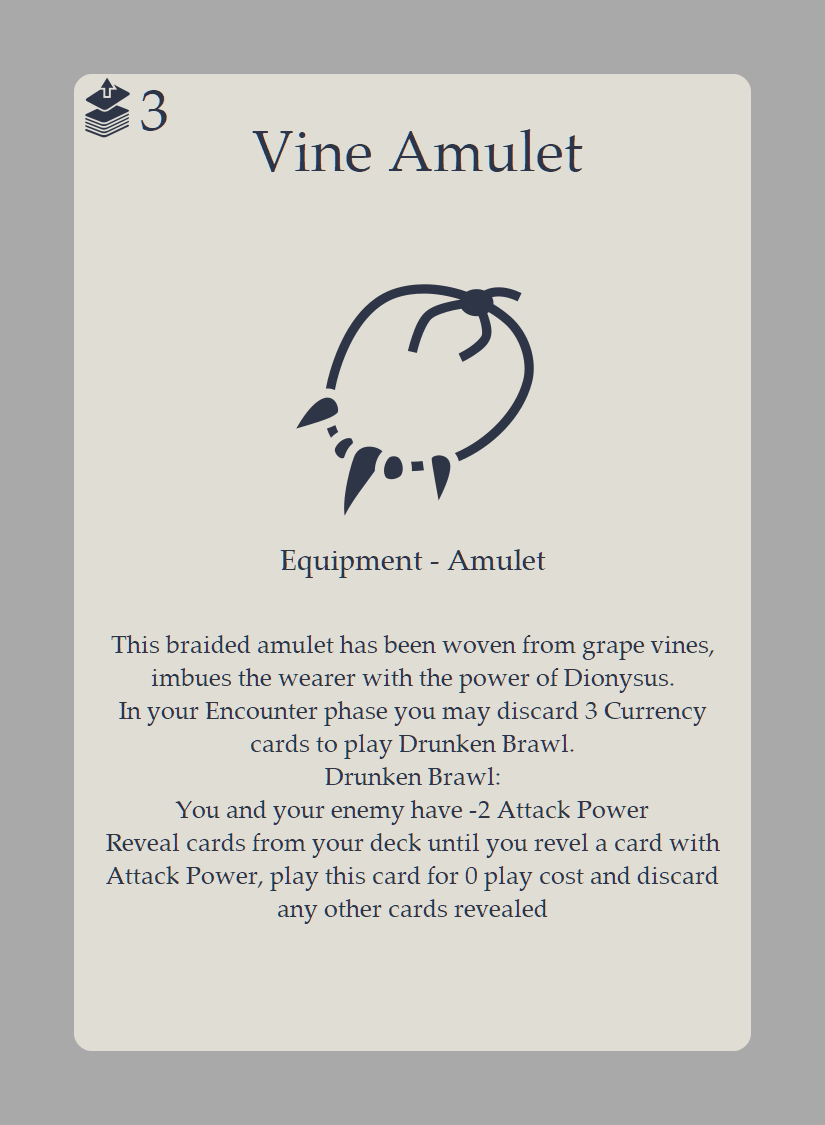 3
Vine Amulet
Equipment - Amulet
This braided amulet has been woven from grape vines,
imbues the wearer with the power of Dionysus.
In your Encounter phase you may discard 3 Currency
cards to play Drunken Brawl.
Drunken Brawl:
You and your enemy have -2 Attack Power
Reveal cards from your deck until you revel a card with
Attack Power, play this card for 0 play cost and discard
any other cards revealed